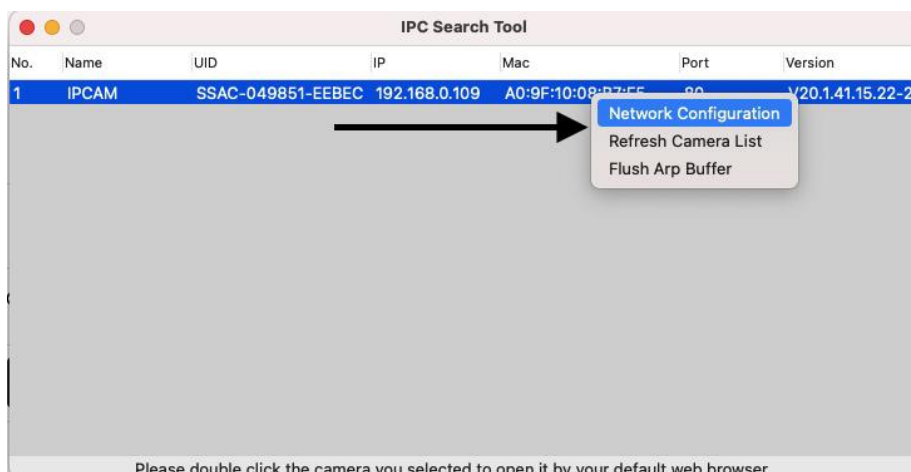 IPC Search Tool
No. Name UID IP Mac Port Version
1 IPCAM SSAC-049851-EEBEC 192.168.0.109 80
Network Configuration
Refresh Camera List
Flush Arp Buffer
Please double click the camera you selected to open it by your default web browser